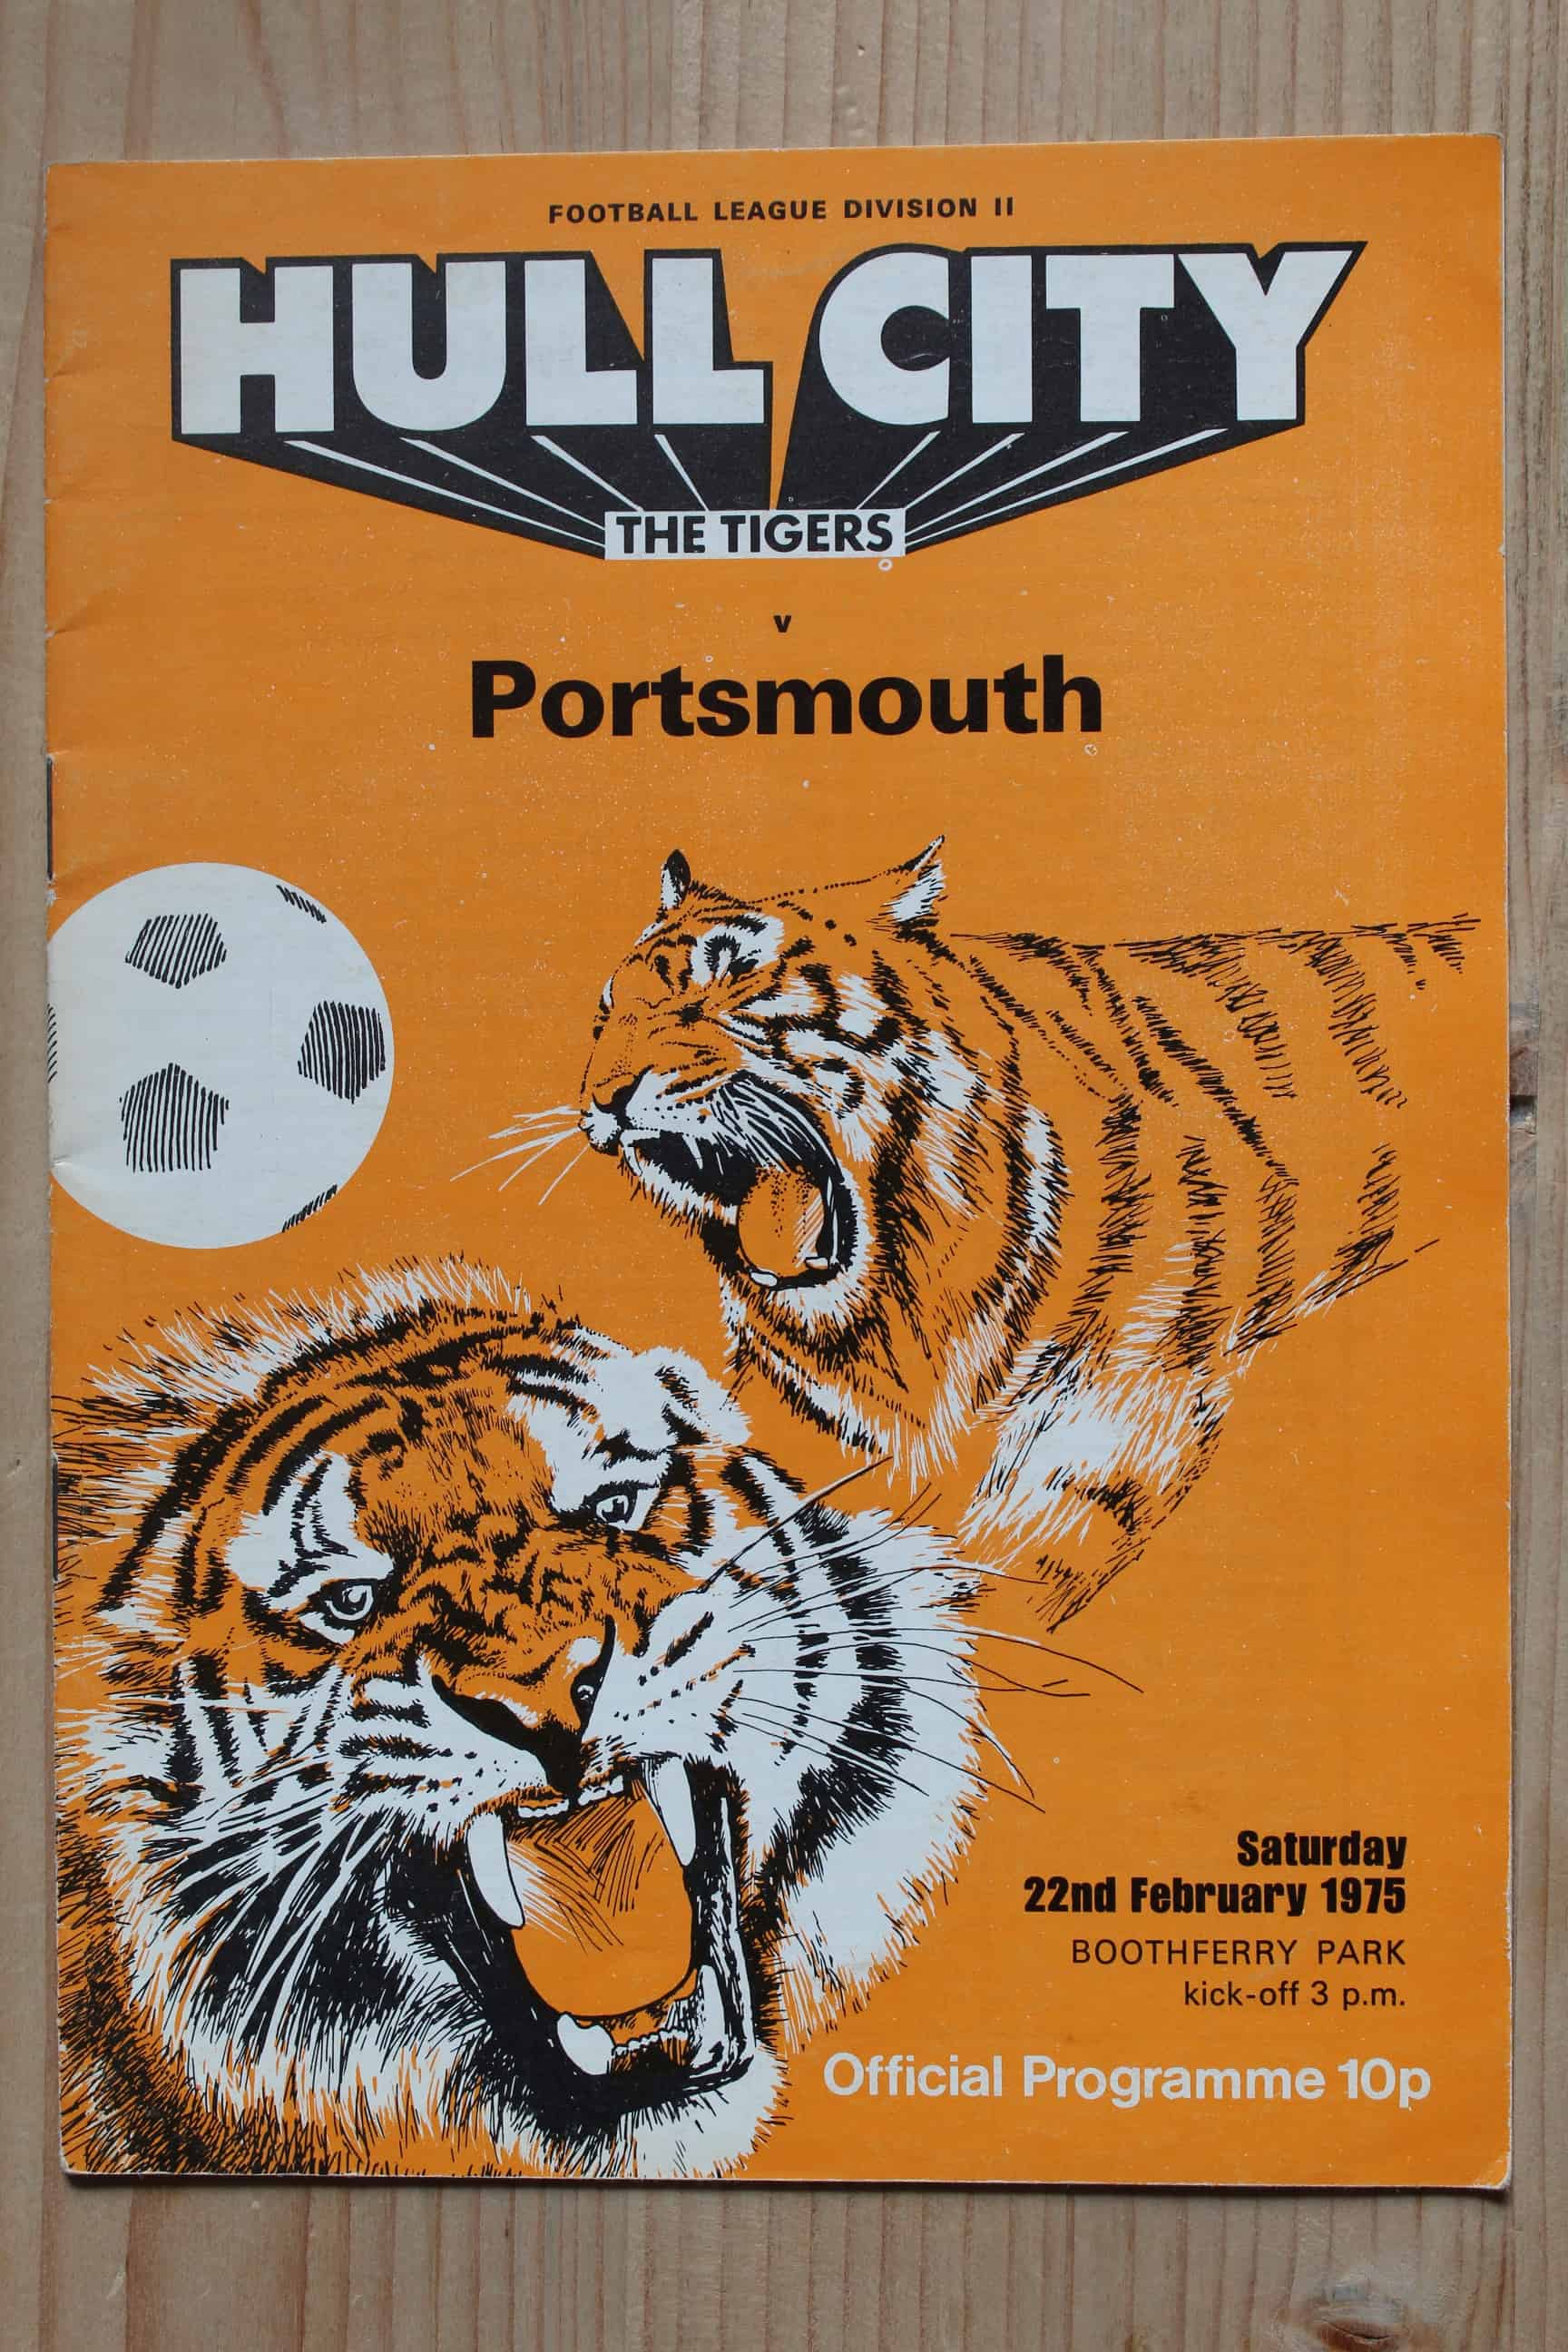 FOOTBALL LEAGUE DIVISION II
HULL CITY
THE TIGERS
v
Portsmouth
Saturday
22nd February 1975
BOOTHFERRY PARK
kick-off 3 p.m.
Official Programme 10p